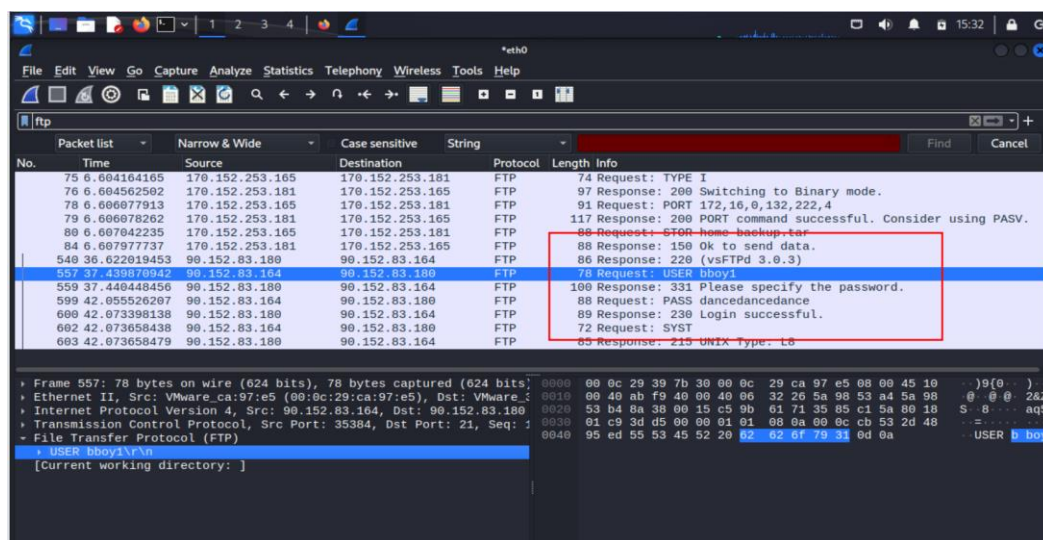 1 2 3 4 15:32
*eth0
File Edit View Go Capture Analyze Statistics Telephony Wireless Tools Help
ftp
Packet list Narrow & Wide Case sensitive String Find Cancel
No. Time Source Destination Protocol Length Info
75 6.604164165 170.152.253.165 170.152.253.181 FTP 74 Request: TYPE I
76 6.604562502 170.152.253.181 170.152.253.165 FTP 97 Response: 200 Switching to Binary mode.
78 6.606077913 170.152.253.165 170.152.253.181 FTP 91 Request: PORT 172,16,0,132,222,4
79 6.606078262 170.152.253.181 170.152.253.165 FTP 117 Response: 200 PORT command successful. Consider using PASV.
80 6.607042235 170.152.253.165 170.152.253.181 FTP 88 Request: STOR home backup.tar
84 6.607977737 170.152.253.181 170.152.253.165 FTP 88 Response: 150 Ok to send data.
540 36.622019453 90.152.83.180 90.152.83.164 FTP 86 Response: 220 (vsFTPd 3.0.3)
557 37.439870942 90.152.83.164 90.152.83.180 FTP 78 Request: USER bboy1
559 37.440448456 90.152.83.180 90.152.83.164 FTP 100 Response: 331 Please specify the password.
599 42.055526207 90.152.83.164 90.152.83.180 FTP 88 Request: PASS dancedancedance
600 42.073398138 90.152.83.180 90.152.83.164 FTP 89 Response: 230 Login successful.
602 42.073658438 90.152.83.164 90.152.83.180 FTP 72 Request: SYST
603 42.073658479 90.152.83.180 90.152.83.164 FTP 85 Response: 215 UNIX Type: L8
Frame 557: 78 bytes on wire (624 bits), 78 bytes captured (624 bits) 0000 00 0c 29 39 7b 30 00 0c 29 ca 97 e5 08 00 45 10 ··)9{0·· )·
Ethernet II, Src: VMware_ca:97:e5 (00:0c:29:ca:97:e5), Dst: VMware_3 0010 00 40 ab f9 40 00 40 06 32 26 5a 98 53 a4 5a 98 ·@··@·@· 2&Z
Internet Protocol Version 4, Src: 90.152.83.164, Dst: 90.152.83.180 0020 53 b4 8a 38 00 15 c5 9b 61 71 35 85 c1 5a 80 18 S··8···· aq5
Transmission Control Protocol, Src Port: 35384, Dst Port: 21, Seq: 1 0030 01 c9 3d d5 00 00 01 01 08 0a 00 0c cb 53 2d 48 ··=·····
File Transfer Protocol (FTP) 0040 95 ed 55 53 45 52 20 62 62 6f 79 31 0d 0a ··USER b boy
USER bboy1\r\n
[Current working directory: ]